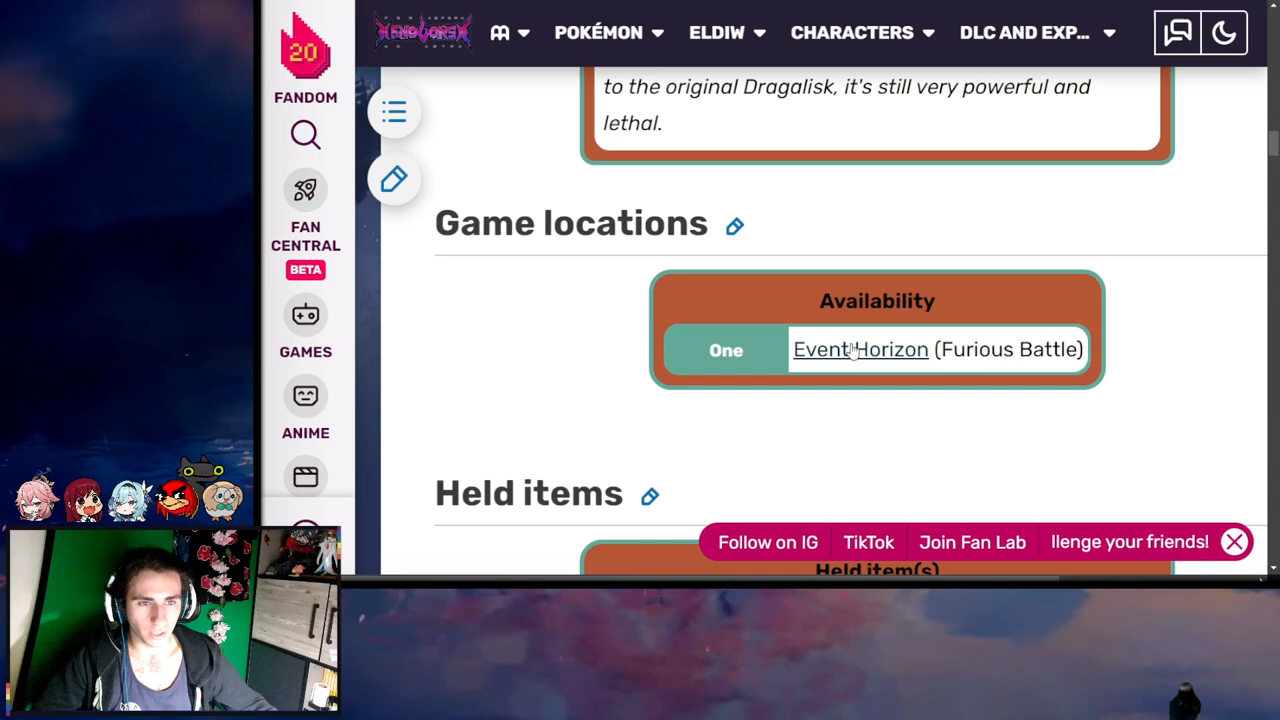 20
FANDOM
FAN
CENTRAL
BETA
GAMES
ANIME
XENOVERSE
POKÉMON
ELDIW
CHARACTERS
DLC AND EXP...
to the original Dragalisk, it's still very powerful and
lethal.
Game locations
Availability
One
Event Horizon (Furious Battle)
Held items
Held item(s)
Follow on IG
TikTok
Join Fan Lab
llenge your friends!